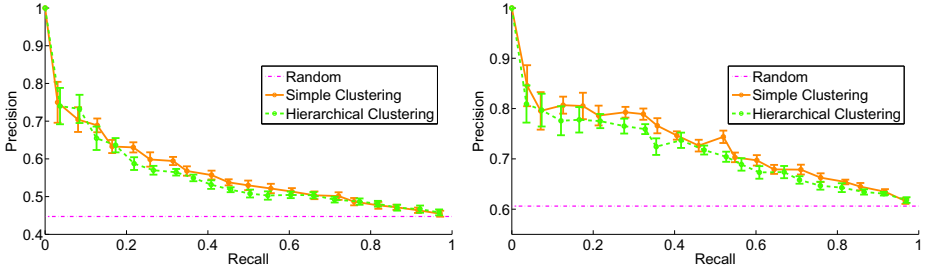 1
0.9
0.8
0.7
0.6
0.5
0.4
Precision
0 0.2 0.4 0.6 0.8 1
Recall
Random
Simple Clustering
Hierarchical Clustering
1
0.9
0.8
0.7
0.6
Precision
0 0.2 0.4 0.6 0.8 1
Recall
Random
Simple Clustering
Hierarchical Clustering